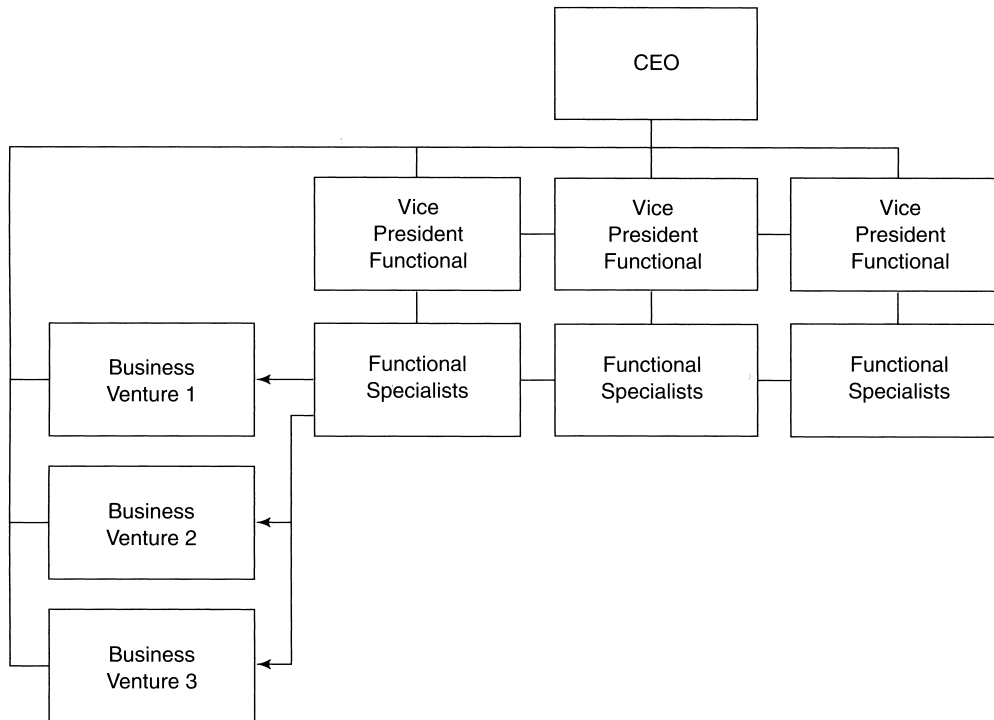 CEO
Vice
President
Functional
Vice
President
Functional
Vice
President
Functional
Business
Venture 1
Functional
Specialists
Functional
Specialists
Functional
Specialists
Business
Venture 2
Business
Venture 3